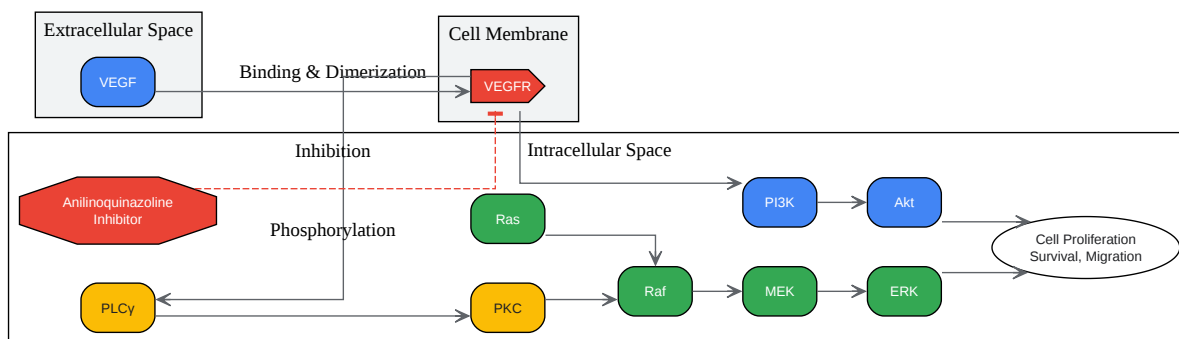 Extracellular Space
Cell Membrane
VEGF
Binding & Dimerization
VEGFR
Inhibition
Intracellular Space
Anilinoquinazoline
Inhibitor
Ras
PI3K
Akt
Phosphorylation
Cell Proliferation
Survival, Migration
PLCγ
PKC
Raf
MEK
ERK